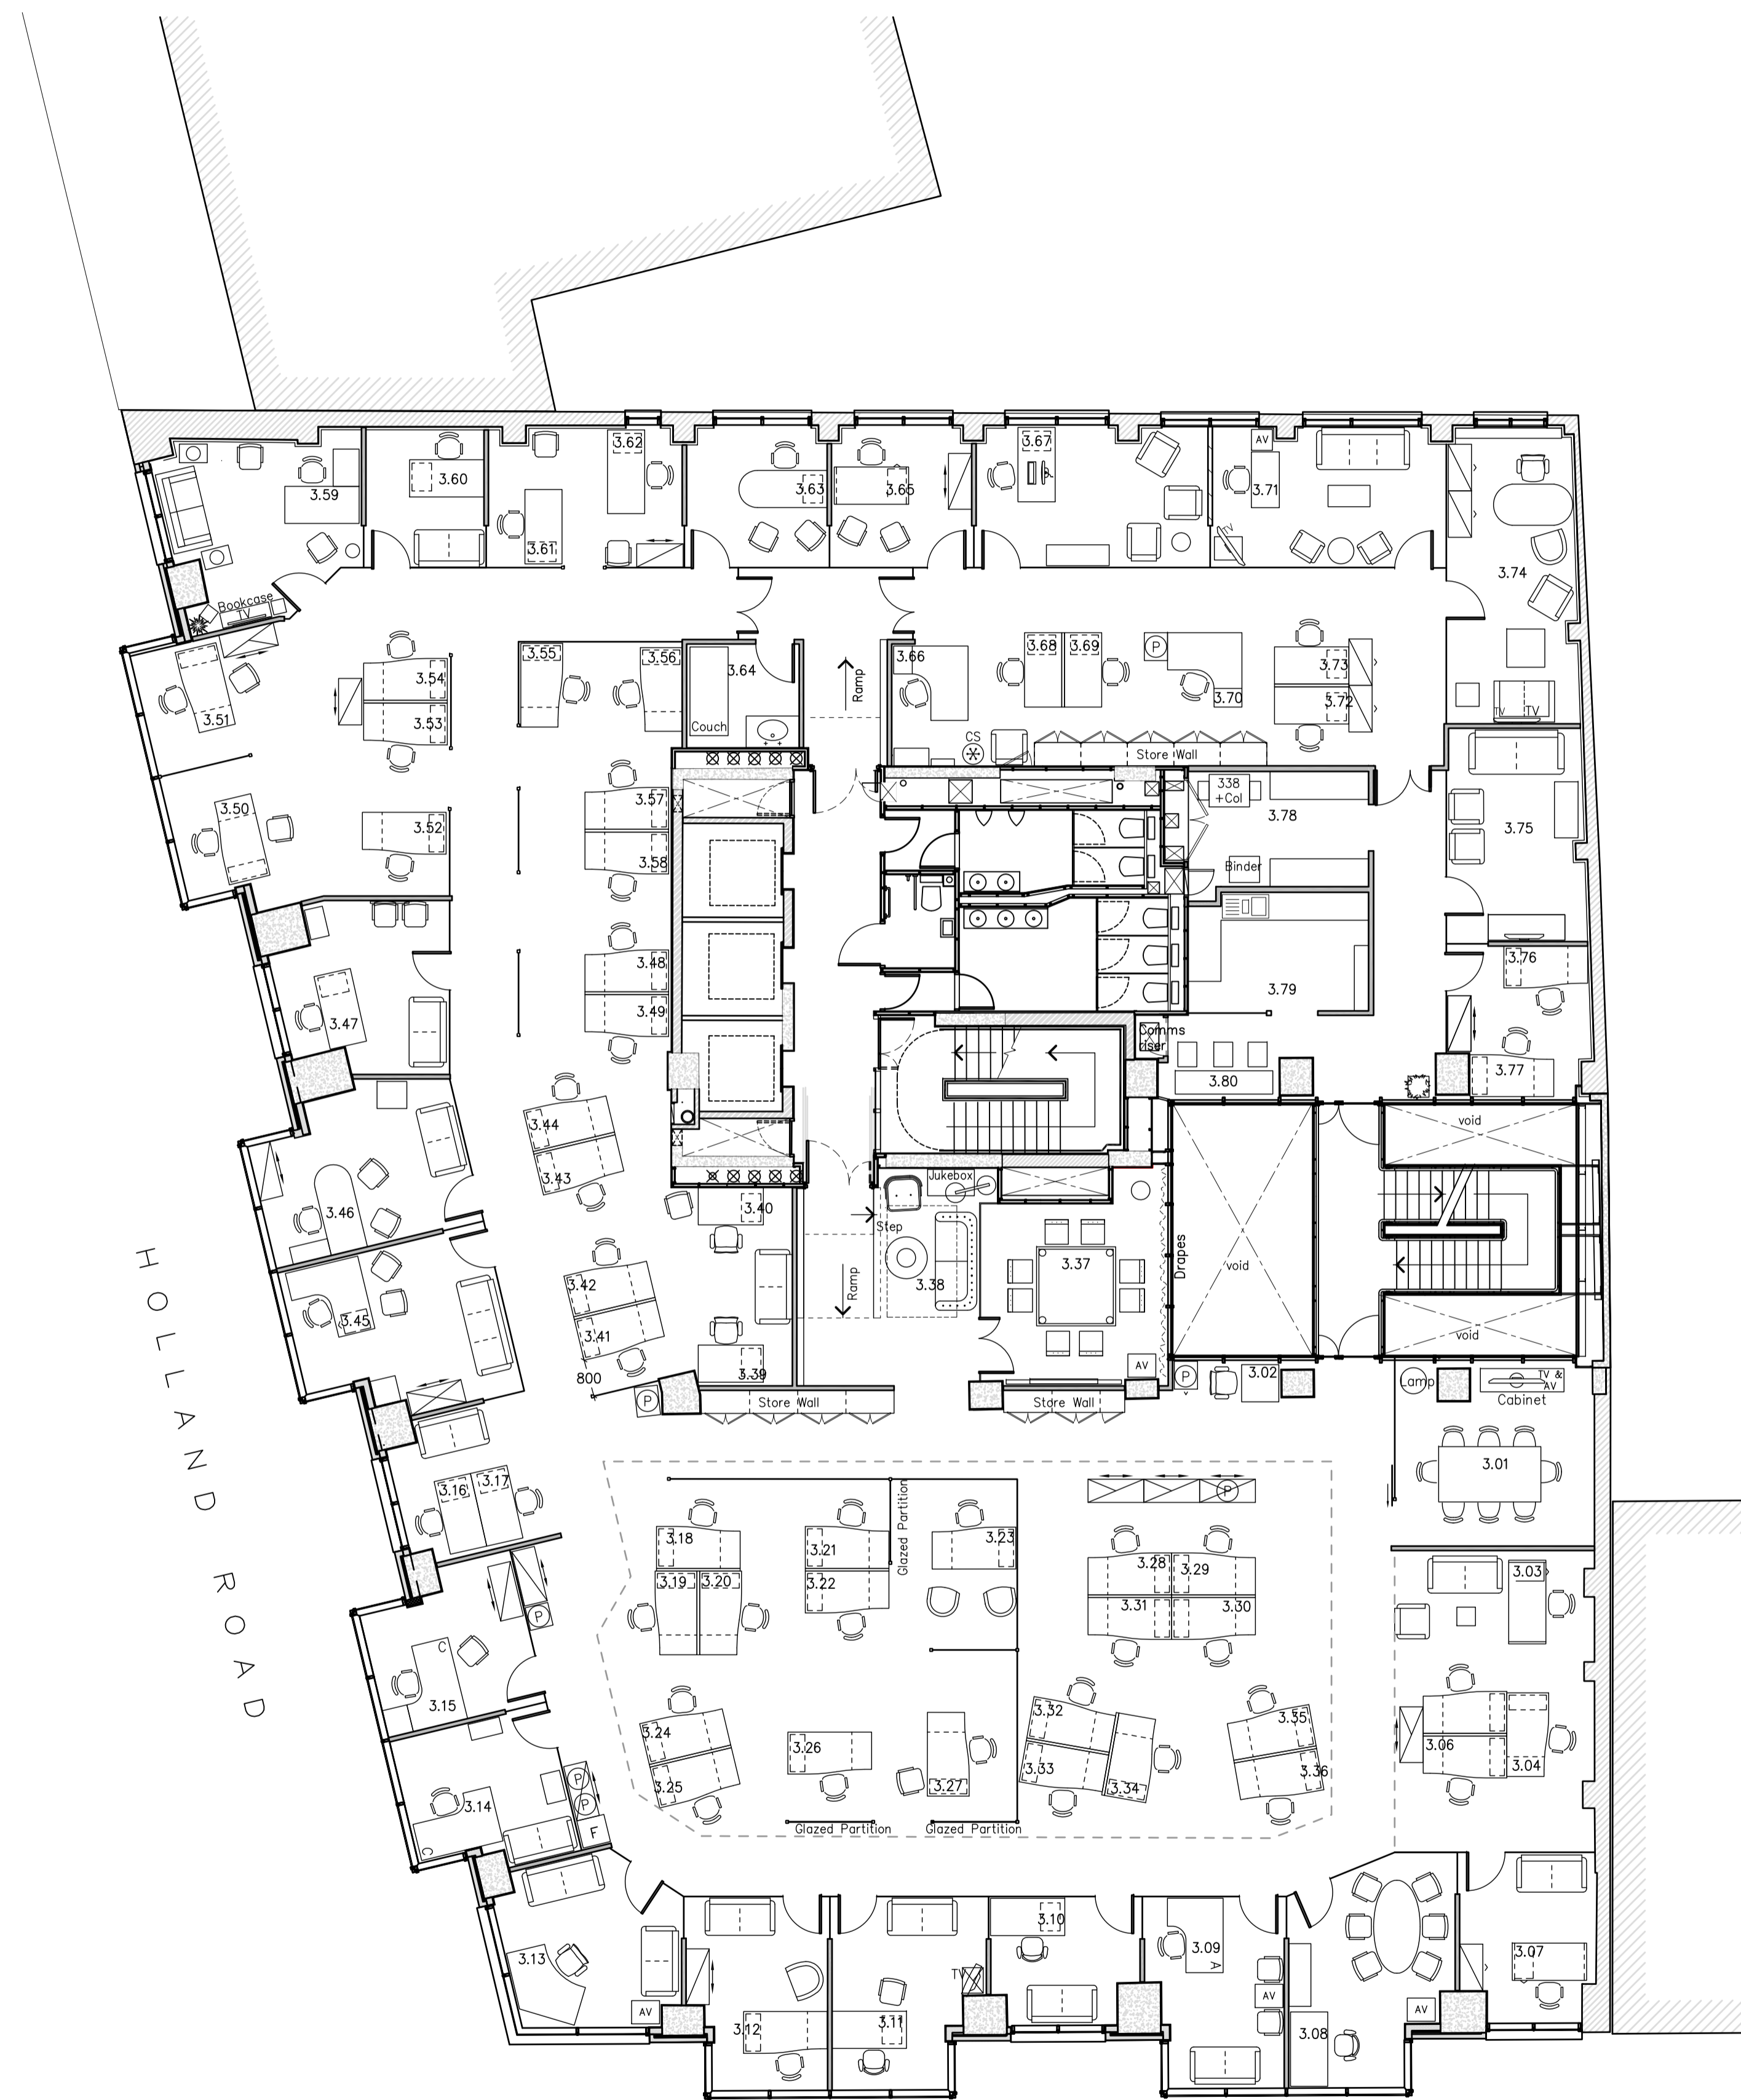 3.62
3.67
AV
3.60
3.59
3.63
3.65
3.71
3.61
TV
3.74
Bookcase
TV
3.55
3.56
3.64
3.66
3.68
3.69
P
3.73
3.54
3.51
3.53
Ramp
3.70
3.72
TV
TV
Couch
CS
Store Wall
3.50
3.57
338
+Col
3.78
3.52
3.75
3.58
Binder
3.48
3.76
3.79
3.47
3.49
Comms
riser
3.77
3.80
3.44
void
3.43
Jukebox
3.46
3.40
Step
Drapes
void
3.37
3.42
Ramp
3.38
3.45
3.41
void
800
3.39
AV
P
3.02
Lamp
TV &
AV
Cabinet
P
Store Wall
Store Wall
HOLLAND ROAD
3.01
3.16
3.17
P
Glazed Partition
3.18
3.21
3.23
3.28
3.29
3.03
3.19
3.20
3.22
3.31
3.30
P
C
3.15
3.32
3.35
3.24
3.26
3.06
3.33
3.04
3.36
3.25
3.27
3.34
P
P
3.14
F
C
Glazed Partition
Glazed Partition
3.10
3.13
3.09
3.07
A
TV
AV
AV
AV
3.12
3.11
3.08